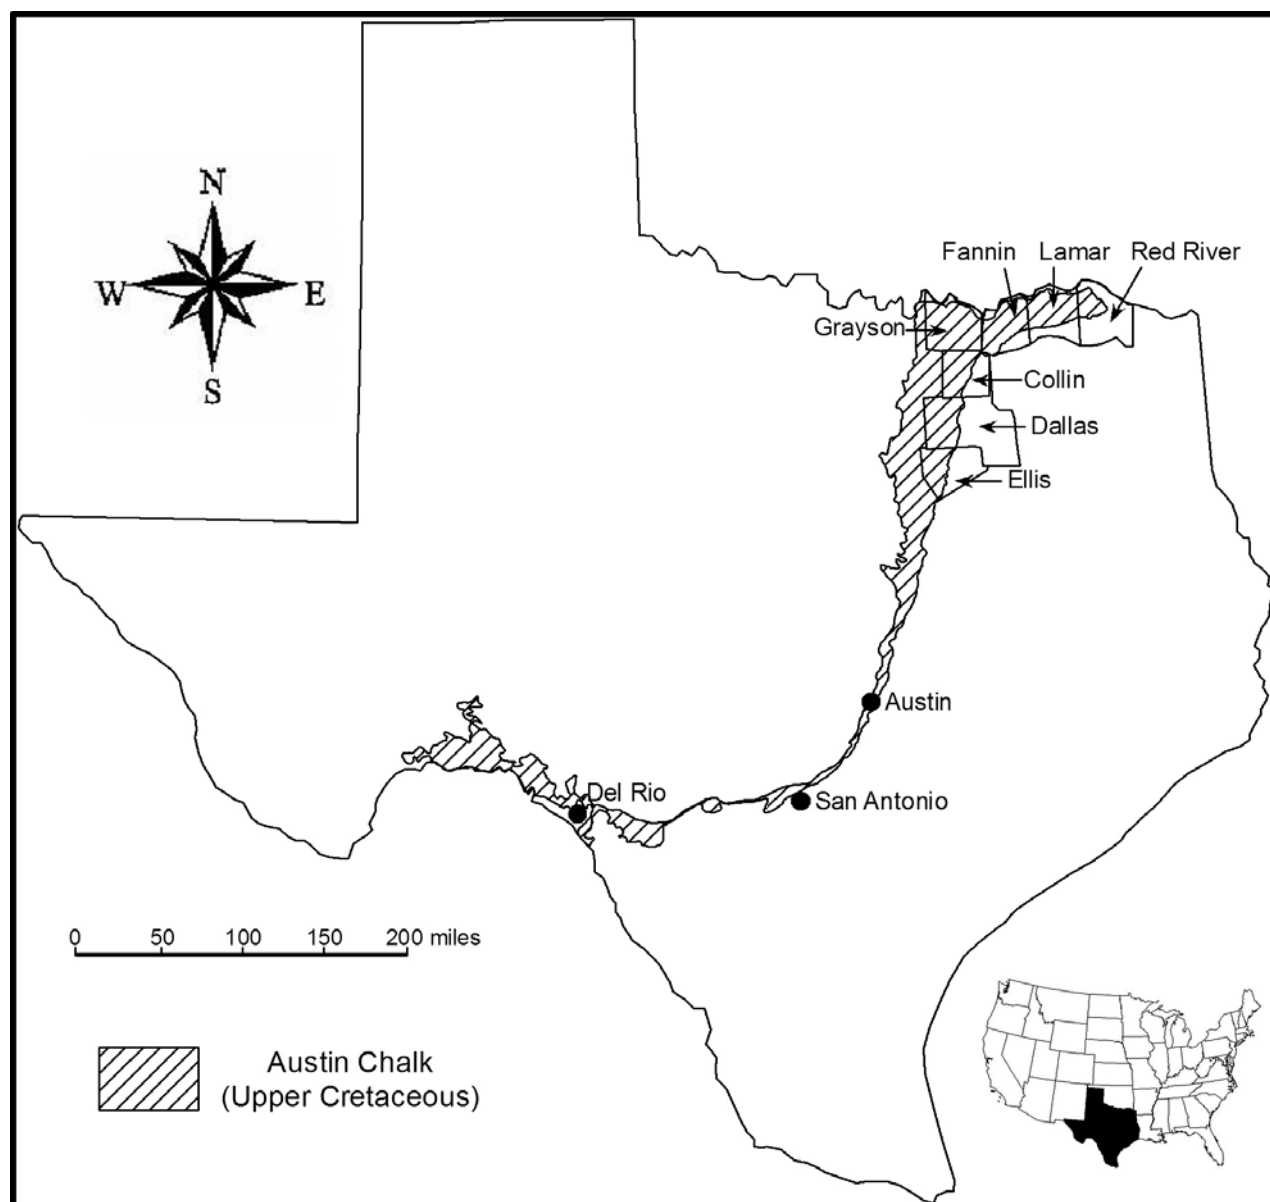 N
W
E
S
Fannin
Lamar
Red River
Grayson
Collin
Dallas
Ellis
Austin
Del Rio
San Antonio
0 50 100 150 200 miles
Austin Chalk
(Upper Cretaceous)